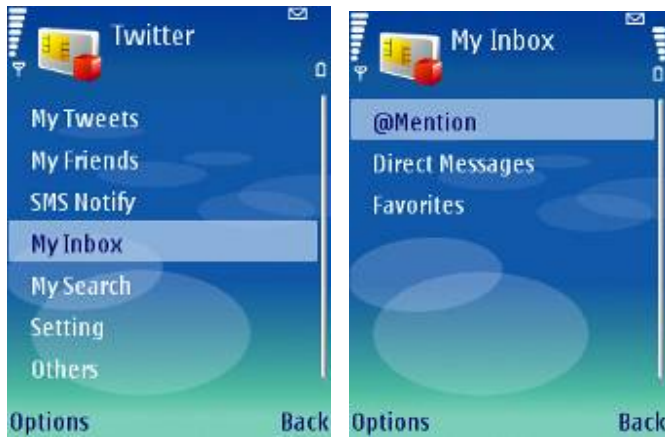 Twitter
My Tweets
My Friends
SMS Notify
My Inbox
My Search
Setting
Others
Options Back
My Inbox
@Mention
Direct Messages
Favorites
Options Back